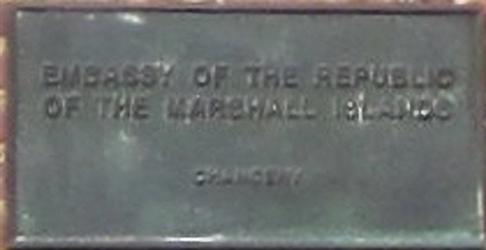 EMBASSY OF THE REPUBLIC
OF THE MARSHALL ISLANDS
CHANCERY